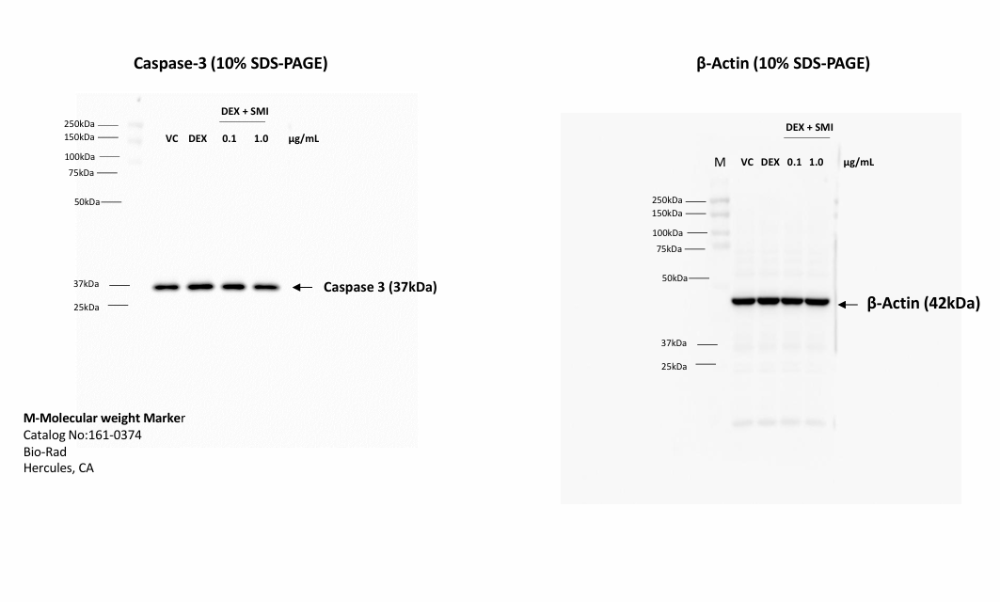 Caspase-3 (10% SDS-PAGE)
DEX + SMI
VC DEX 0.1 1.0 µg/mL
250kDa
150kDa
100kDa
75kDa
50kDa
37kDa
25kDa
Caspase 3 (37kDa)
M-Molecular weight Marker
Catalog No:161-0374
Bio-Rad
Hercules, CA
β-Actin (10% SDS-PAGE)
DEX + SMI
M VC DEX 0.1 1.0 µg/mL
250kDa
150kDa
100kDa
75kDa
50kDa
β-Actin (42kDa)
37kDa
25kDa